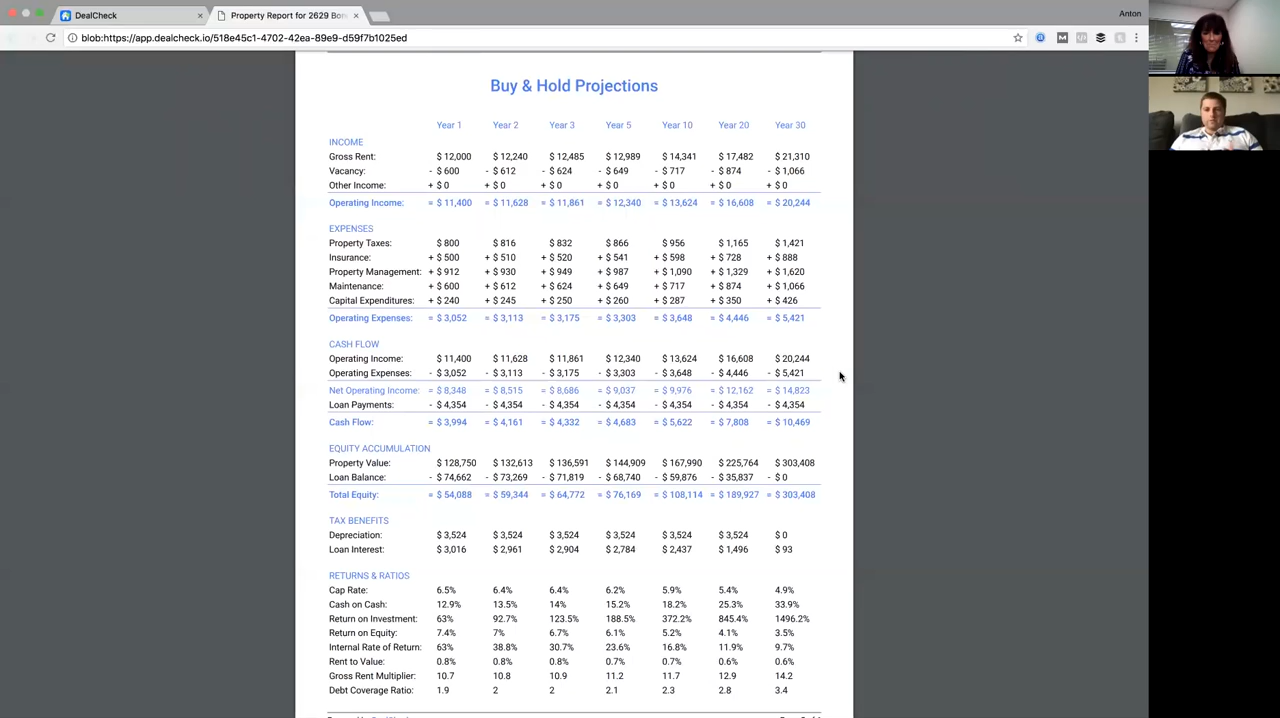 DealCheck
Property Report for 2629 Bor
Anton
blob:https://app.dealcheck.io/518e45c1-4702-42ea-89e9-d59f7b1025ed
Buy & Hold Projections
Year 1 Year 2 Year 3 Year 5 Year 10 Year 20 Year 30
INCOME
Gross Rent: $ 12,000 $ 12,240 $ 12,485 $ 12,989 $ 14,341 $ 17,482 $ 21,310
Vacancy: - $ 600 - $ 612 - $ 624 - $ 649 - $ 717 - $ 874 - $ 1,066
Other Income: + $ 0 + $ 0 + $ 0 + $ 0 + $ 0 + $ 0 + $ 0
Operating Income: = $ 11,400 = $ 11,628 = $ 11,861 = $ 12,340 = $ 13,624 = $ 16,608 = $ 20,244
EXPENSES
Property Taxes: $ 800 $ 816 $ 832 $ 866 $ 956 $ 1,165 $ 1,421
Insurance: + $ 500 + $ 510 + $ 520 + $ 541 + $ 598 + $ 728 + $ 888
Property Management: + $ 912 + $ 930 + $ 949 + $ 987 + $ 1,090 + $ 1,329 + $ 1,620
Maintenance: + $ 600 + $ 612 + $ 624 + $ 649 + $ 717 + $ 874 + $ 1,066
Capital Expenditures: + $ 240 + $ 245 + $ 250 + $ 260 + $ 287 + $ 350 + $ 426
Operating Expenses: = $ 3,052 = $ 3,113 = $ 3,175 = $ 3,303 = $ 3,648 = $ 4,446 = $ 5,421
CASH FLOW
Operating Income: $ 11,400 $ 11,628 $ 11,861 $ 12,340 $ 13,624 $ 16,608 $ 20,244
Operating Expenses: - $ 3,052 - $ 3,113 - $ 3,175 - $ 3,303 - $ 3,648 - $ 4,446 - $ 5,421
Net Operating Income: = $ 8,348 = $ 8,515 = $ 8,686 = $ 9,037 = $ 9,976 = $ 12,162 = $ 14,823
Loan Payments: - $ 4,354 - $ 4,354 - $ 4,354 - $ 4,354 - $ 4,354 - $ 4,354 - $ 4,354
Cash Flow: = $ 3,994 = $ 4,161 = $ 4,332 = $ 4,683 = $ 5,622 = $ 7,808 = $ 10,469
EQUITY ACCUMULATION
Property Value: $ 128,750 $ 132,613 $ 136,591 $ 144,909 $ 167,990 $ 225,764 $ 303,408
Loan Balance: - $ 74,662 - $ 73,269 - $ 71,819 - $ 68,740 - $ 59,876 - $ 35,837 - $ 0
Total Equity: = $ 54,088 = $ 59,344 = $ 64,772 = $ 76,169 = $ 108,114 = $ 189,927 = $ 303,408
TAX BENEFITS
Depreciation: $ 3,524 $ 3,524 $ 3,524 $ 3,524 $ 3,524 $ 3,524 $ 0
Loan Interest: $ 3,016 $ 2,961 $ 2,904 $ 2,784 $ 2,437 $ 1,496 $ 93
RETURNS & RATIOS
Cap Rate: 6.5% 6.4% 6.4% 6.2% 5.9% 5.4% 4.9%
Cash on Cash: 12.9% 13.5% 14% 15.2% 18.2% 25.3% 33.9%
Return on Investment: 63% 92.7% 123.5% 188.5% 372.2% 845.4% 1496.2%
Return on Equity: 7.4% 7% 6.7% 6.1% 5.2% 4.1% 3.5%
Internal Rate of Return: 63% 38.8% 30.7% 23.6% 16.8% 11.9% 9.7%
Rent to Value: 0.8% 0.8% 0.8% 0.7% 0.7% 0.6% 0.6%
Gross Rent Multiplier: 10.7 10.8 10.9 11.2 11.7 12.9 14.2
Debt Coverage Ratio: 1.9 2 2 2.1 2.3 2.8 3.4